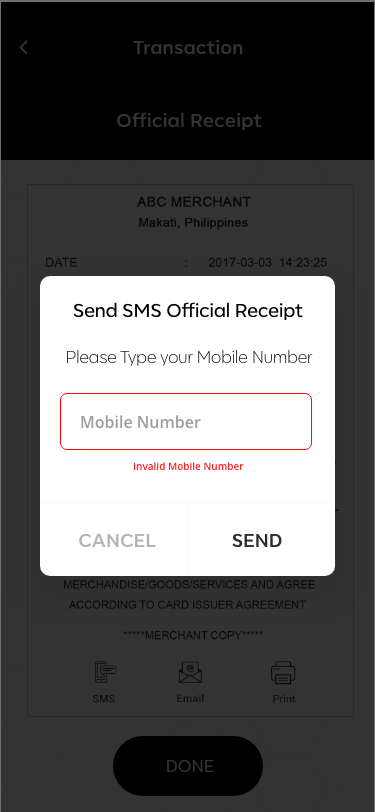 Transaction
Official Receipt
ABC MERCHANT
Makati, Philippines
DATE : 2017-03-03 14:23:25
Send SMS Official Receipt
Please Type your Mobile Number
Mobile Number
Invalid Mobile Number
CANCEL SEND
MERCHANDISE/GOODS/SERVICES AND AGREE
ACCORDING TO CARD ISSUER AGREEMENT
*****MERCHANT COPY*****
SMS Email Print
DONE